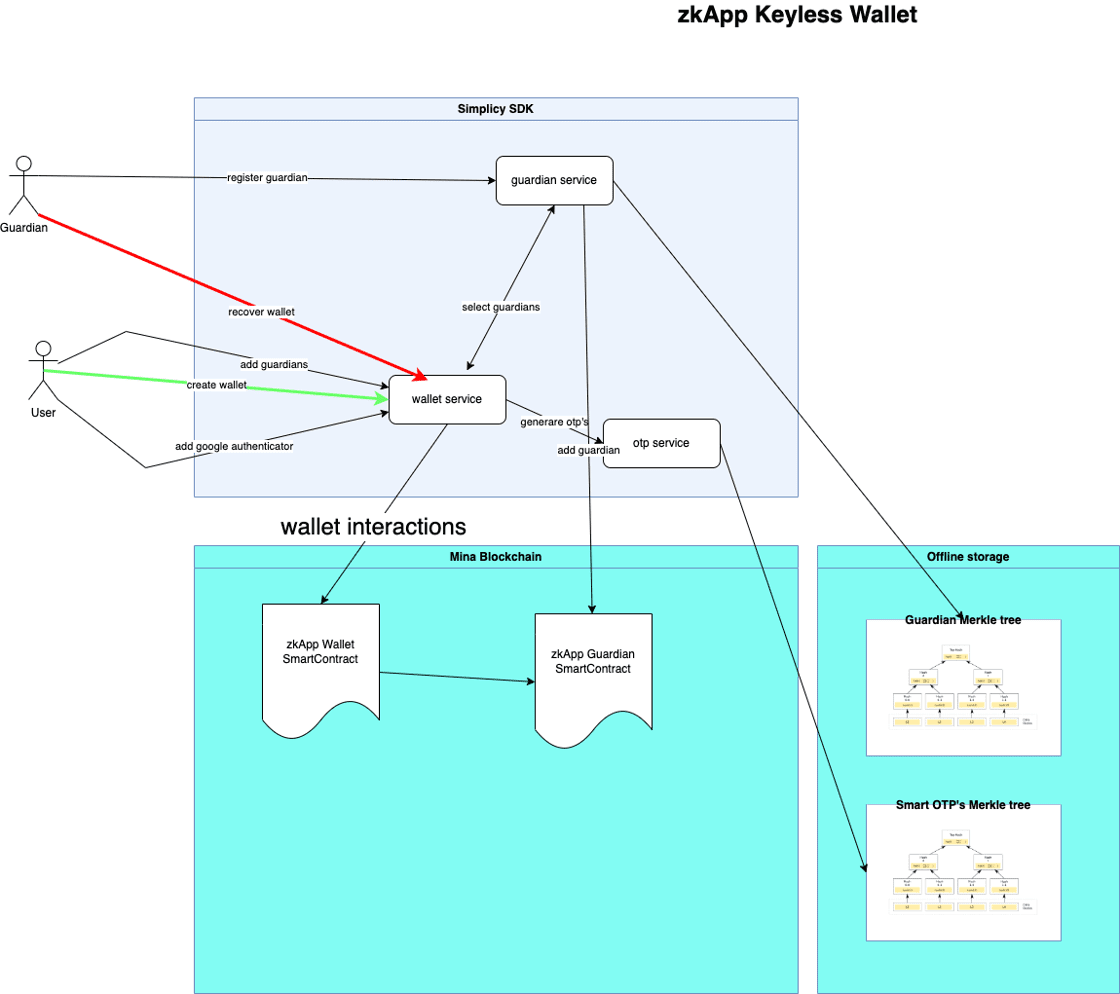 zkApp Keyless Wallet
Simplicy SDK
register guardian
guardian service
Guardian
select guardians
recover wallet
add guardians
create wallet
wallet service
User
generare otp's
add google authenticator
add guardian
otp service
wallet interactions
Mina Blockchain
Offline storage
zkApp Wallet
SmartContract
zkApp Guardian
SmartContract
Guardian Merkle tree
Smart OTP's Merkle tree